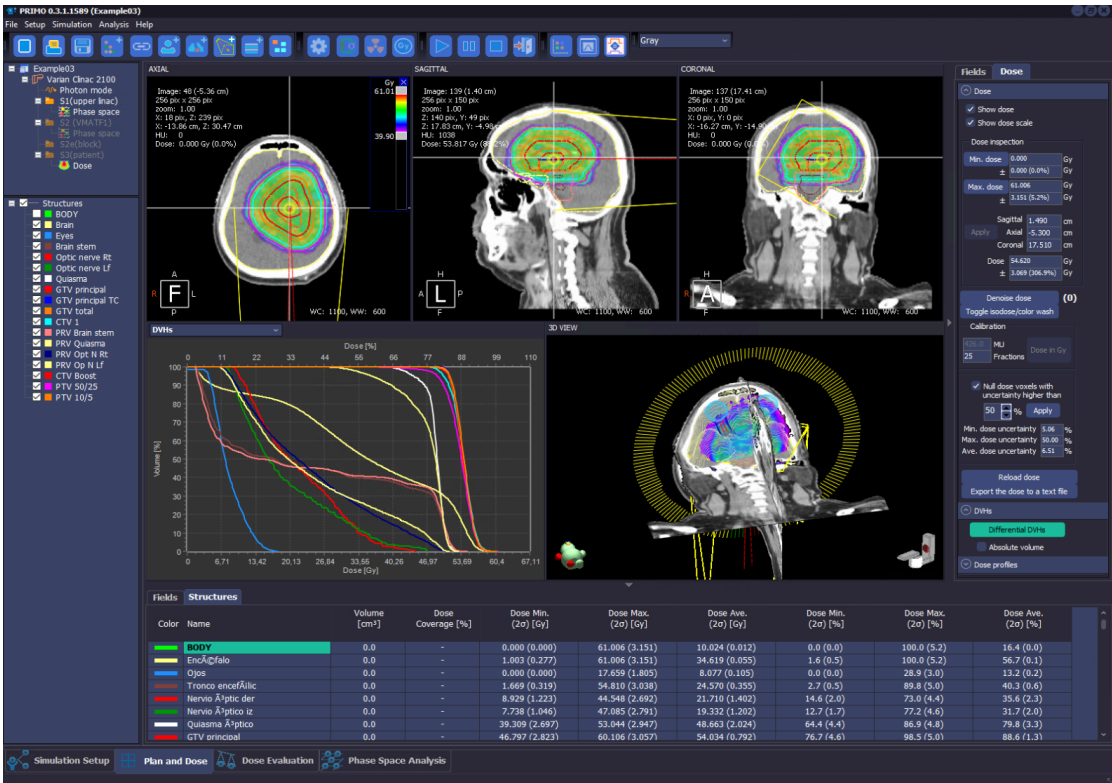 PRIMO 0.3.1.1589 (Example03)
File Setup Simulation Analysis Help
Gray
Example03
Varian Clinac 2100
Photon mode
S1(upper linac)
Phase space
S2 (VMATF1)
Phase space
S2e(block)
S3(patient)
Dose
Structures
BODY
Brain
Eyes
Brain stem
Optic nerve Rt
Optic nerve Lf
Quiasma
GTV principal
GTV principal TC
GTV total
CTV 1
PRV Brain stem
PRV Quiasma
PRV Opt N Rt
PRV Op N Lf
CTV Boost
PTV 50/25
PTV 10/5
AXIAL
Image: 48 (-5.36 cm)
256 pix x 256 pix
zoom: 1.00
X: 18 pix, Z: 239 pix
X: -13.86 cm, Z: 30.47 cm
HU: 0
Dose: 0.000 Gy (0.0%)
Gy X
61.01
39.90
A
R F L
P
WC: 1100, WW: 600
SAGITTAL
Image: 139 (1.40 cm)
256 pix x 150 pix
zoom: 1.00
Z: 140 pix, Y: 49 pix
Z: 17.83 cm, Y: -4.98
1038
Dose: 53.817 Gy
H
A L P
F
CORONAL
Image: 137 (17.41 cm)
256 pix x 150 pix
zoom: 1.00
X: 0 pix, Y: 0 pix
X: -16.27 cm, Y: -14.90
HU: 0
Dose: 0.000 Gy
H
R A
F
WC: 1100, WW: 600
DVHs
Dose [%]
0 11 22 33 44 55 66 77 88 99 110
Volume [%]
100
90
80
70
60
50
40
30
20
10
0
0 6,71 13,42 20,13 26,84 33,55 40,26 46,97 53,69 60,4 67,11
Dose [Gy]
3D VIEW
Fields Dose
Dose
Show dose
Show dose scale
Dose inspection
Min. dose 0.000 Gy
± 0.000 (0.0%) Gy
Max. dose 61.006 Gy
± 3.151 (5.2%) Gy
Sagittal 1.490 cm
Apply Axial -5.300 cm
Coronal 17.510 cm
Dose 54.620 Gy
± 3.069 (306.9%) Gy
Denoise dose (0)
Toggle isodose/color wash
Calibration
426.0 MU
25 Fractions
Dose in Gy
Null dose voxels with
uncertainty higher than
50 % Apply
Min. dose uncertainty 5.06 %
Max. dose uncertainty 50.00 %
Ave. dose uncertainty 6.51 %
Reload dose
Export the dose to a text file
DVHs
Differential DVHs
Absolute volume
Dose profiles
Fields Structures
Color Name Volume [cm³] Dose Coverage [%] Dose Min. (2σ) [Gy] Dose Max. (2σ) [Gy] Dose Ave. (2σ) [Gy] Dose Min. (2σ) [%] Dose Max. (2σ) [%] Dose Ave. (2σ) [%]
BODY 0.0 - 0.000 (0.000) 61.006 (3.151) 10.024 (0.012) 0.0 (0.0) 100.0 (5.2) 16.4 (0.0)
EncÃ©falo 0.0 - 1.003 (0.277) 61.006 (3.151) 34.619 (0.055) 1.6 (0.5) 100.0 (5.2) 56.7 (0.1)
Ojos 0.0 - 0.000 (0.000) 17.659 (1.805) 8.077 (0.105) 0.0 (0.0) 28.9 (3.0) 13.2 (0.2)
Tronco encefÃ¡lic 0.0 - 1.669 (0.319) 54.810 (3.038) 24.570 (0.355) 2.7 (0.5) 89.8 (5.0) 40.3 (0.6)
Nervio Ã³ptic der 0.0 - 8.929 (1.223) 44.548 (2.692) 21.710 (1.402) 14.6 (2.0) 73.0 (4.4) 35.6 (2.3)
Nervio Ã³ptico iz 0.0 - 7.738 (1.046) 47.085 (2.791) 19.332 (1.202) 12.7 (1.7) 77.2 (4.6) 31.7 (2.0)
Quiasma Ã³ptico 0.0 - 39.309 (2.697) 53.044 (2.947) 48.663 (2.024) 64.4 (4.4) 86.9 (4.8) 79.8 (3.3)
GTV principal 0.0 - 46.797 (2.823) 60.106 (3.057) 54.034 (0.792) 76.7 (4.6) 98.5 (5.0) 88.6 (1.3)
Simulation Setup Plan and Dose Dose Evaluation Phase Space Analysis